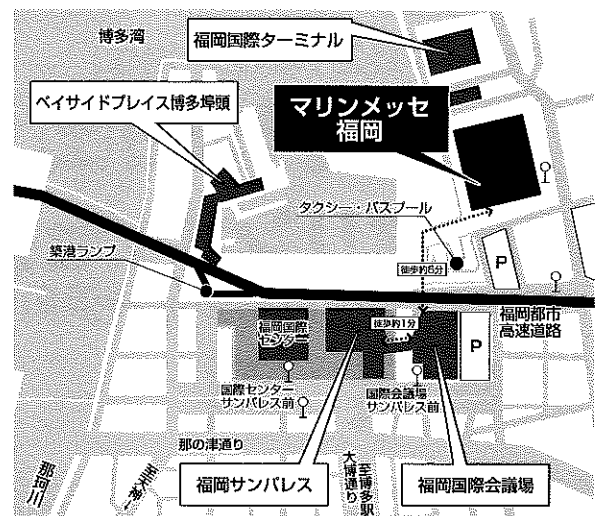 博多湾
福岡国際ターミナル
ベイサイドプレイス博多埠頭
マリンメッセ
福岡
タクシー・バスプール
築港ランプ
徒歩約5分
P
福岡都市
高速道路
福岡国際
センター
徒歩約1分
P
国際センター
サンパレス前
国際会議場
サンパレス前
那の津通り
那珂川
至天神
大博通り
至博多駅
福岡サンパレス
福岡国際会議場